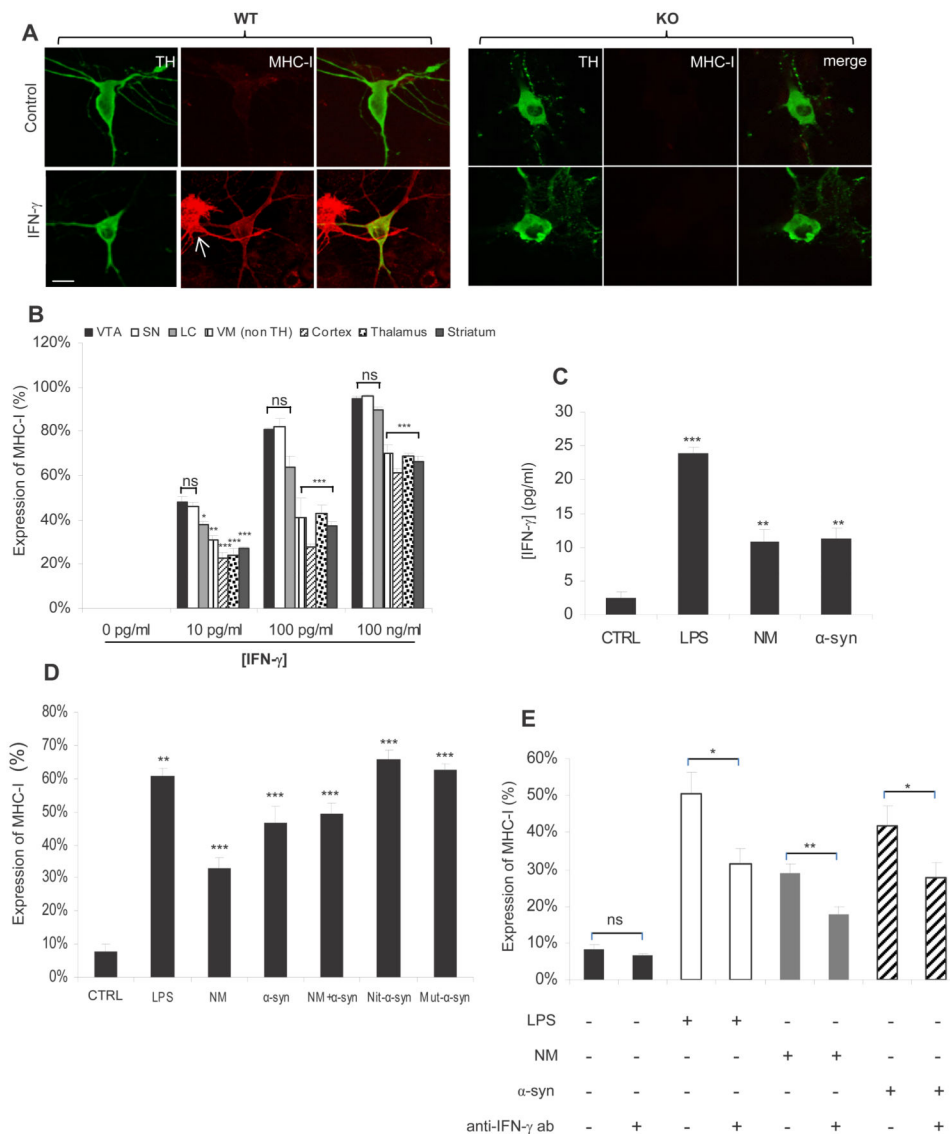 WT
KO
A
TH
MHC-I
TH
MHC-I
merge
Control
IFN-γ
B
VTA SN LC VM (non TH) Cortex Thalamus Striatum
Expression of MHC-I (%)
120%
100%
80%
60%
40%
20%
0%
ns
*
**
***
***
***
ns
***
ns
***
0 pg/ml 10 pg/ml 100 pg/ml 100 ng/ml
[IFN-γ]
C
[IFN-γ] (pg/ml)
30
25
20
15
10
5
0
***
**
**
CTRL LPS NM α-syn
D
Expression of MHC-I (%)
80%
70%
60%
50%
40%
30%
20%
10%
0%
**
***
***
***
***
***
CTRL LPS NM α-syn NM+α-syn Nit-α-syn Mut-α-syn
E
Expression of MHC-I (%)
60%
50%
40%
30%
20%
10%
0%
ns
*
**
*
LPS - - + + - - - -
NM - - - - + + - -
α-syn - - - - - - + +
anti-IFN-γ ab - + - + - + - +